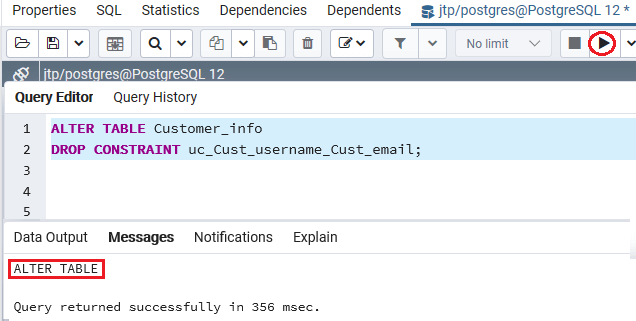 Properties SQL Statistics Dependencies Dependents jtp/postgres@PostgreSQL 12 *
No limit
jtp/postgres@PostgreSQL 12
Query Editor Query History
1 ALTER TABLE Customer_info
2 DROP CONSTRAINT uc_Cust_username_Cust_email;
3
4
5
Data Output Messages Notifications Explain
ALTER TABLE
Query returned successfully in 356 msec.